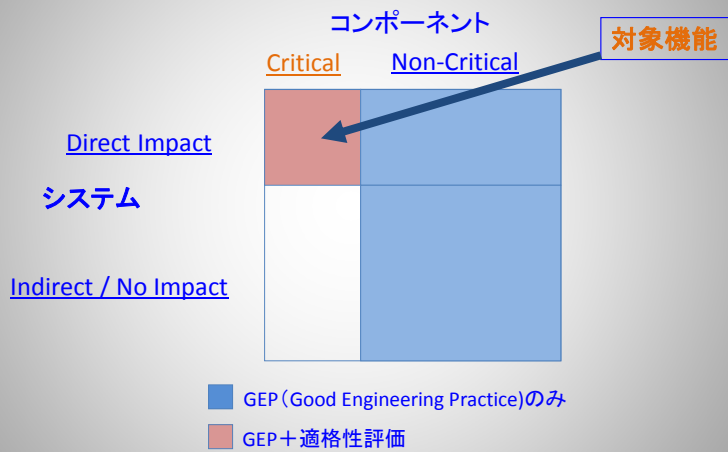 コンポーネント
対象機能
Critical
Non-Critical
Direct Impact
システム
Indirect / No Impact
GEP(Good Engineering Practice)のみ
GEP＋適格性評価